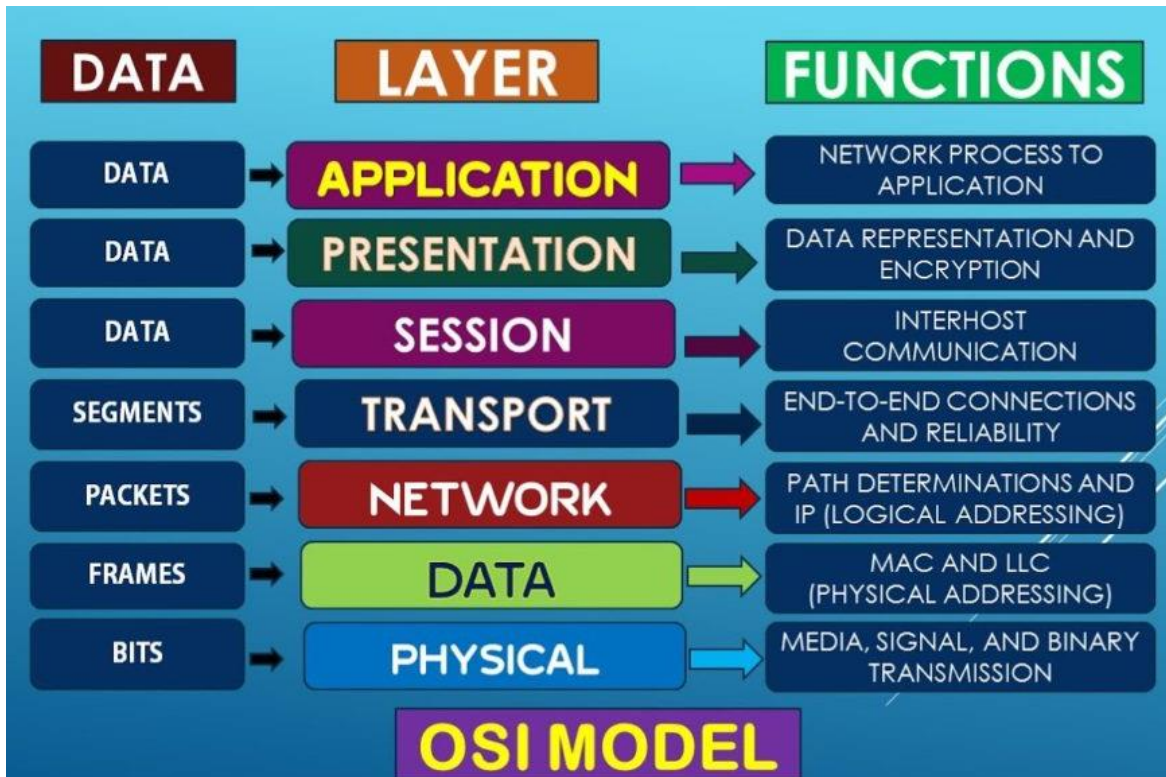 DATA LAYER FUNCTIONS
DATA APPLICATION NETWORK PROCESS TO
APPLICATION
DATA PRESENTATION DATA REPRESENTATION AND
ENCRYPTION
DATA SESSION INTERHOST
COMMUNICATION
SEGMENTS TRANSPORT END-TO-END CONNECTIONS
AND RELIABILITY
PACKETS NETWORK PATH DETERMINATIONS AND
IP (LOGICAL ADDRESSING)
FRAMES DATA MAC AND LLC
(PHYSICAL ADDRESSING)
BITS PHYSICAL MEDIA, SIGNAL, AND BINARY
TRANSMISSION
OSI MODEL